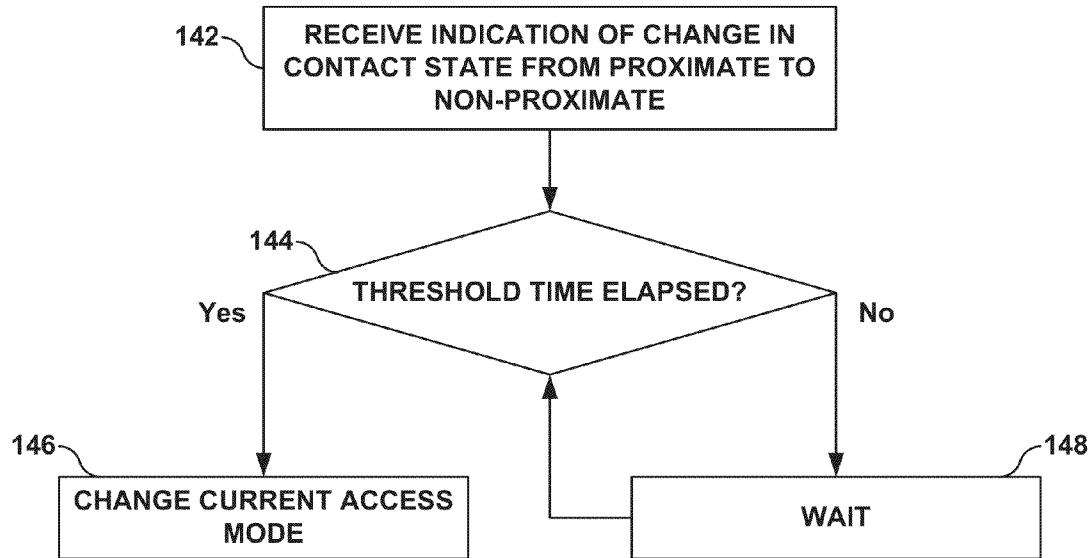 142
RECEIVE INDICATION OF CHANGE IN
CONTACT STATE FROM PROXIMATE TO
NON-PROXIMATE
144
THRESHOLD TIME ELAPSED?
Yes
No
146
CHANGE CURRENT ACCESS
MODE
148
WAIT